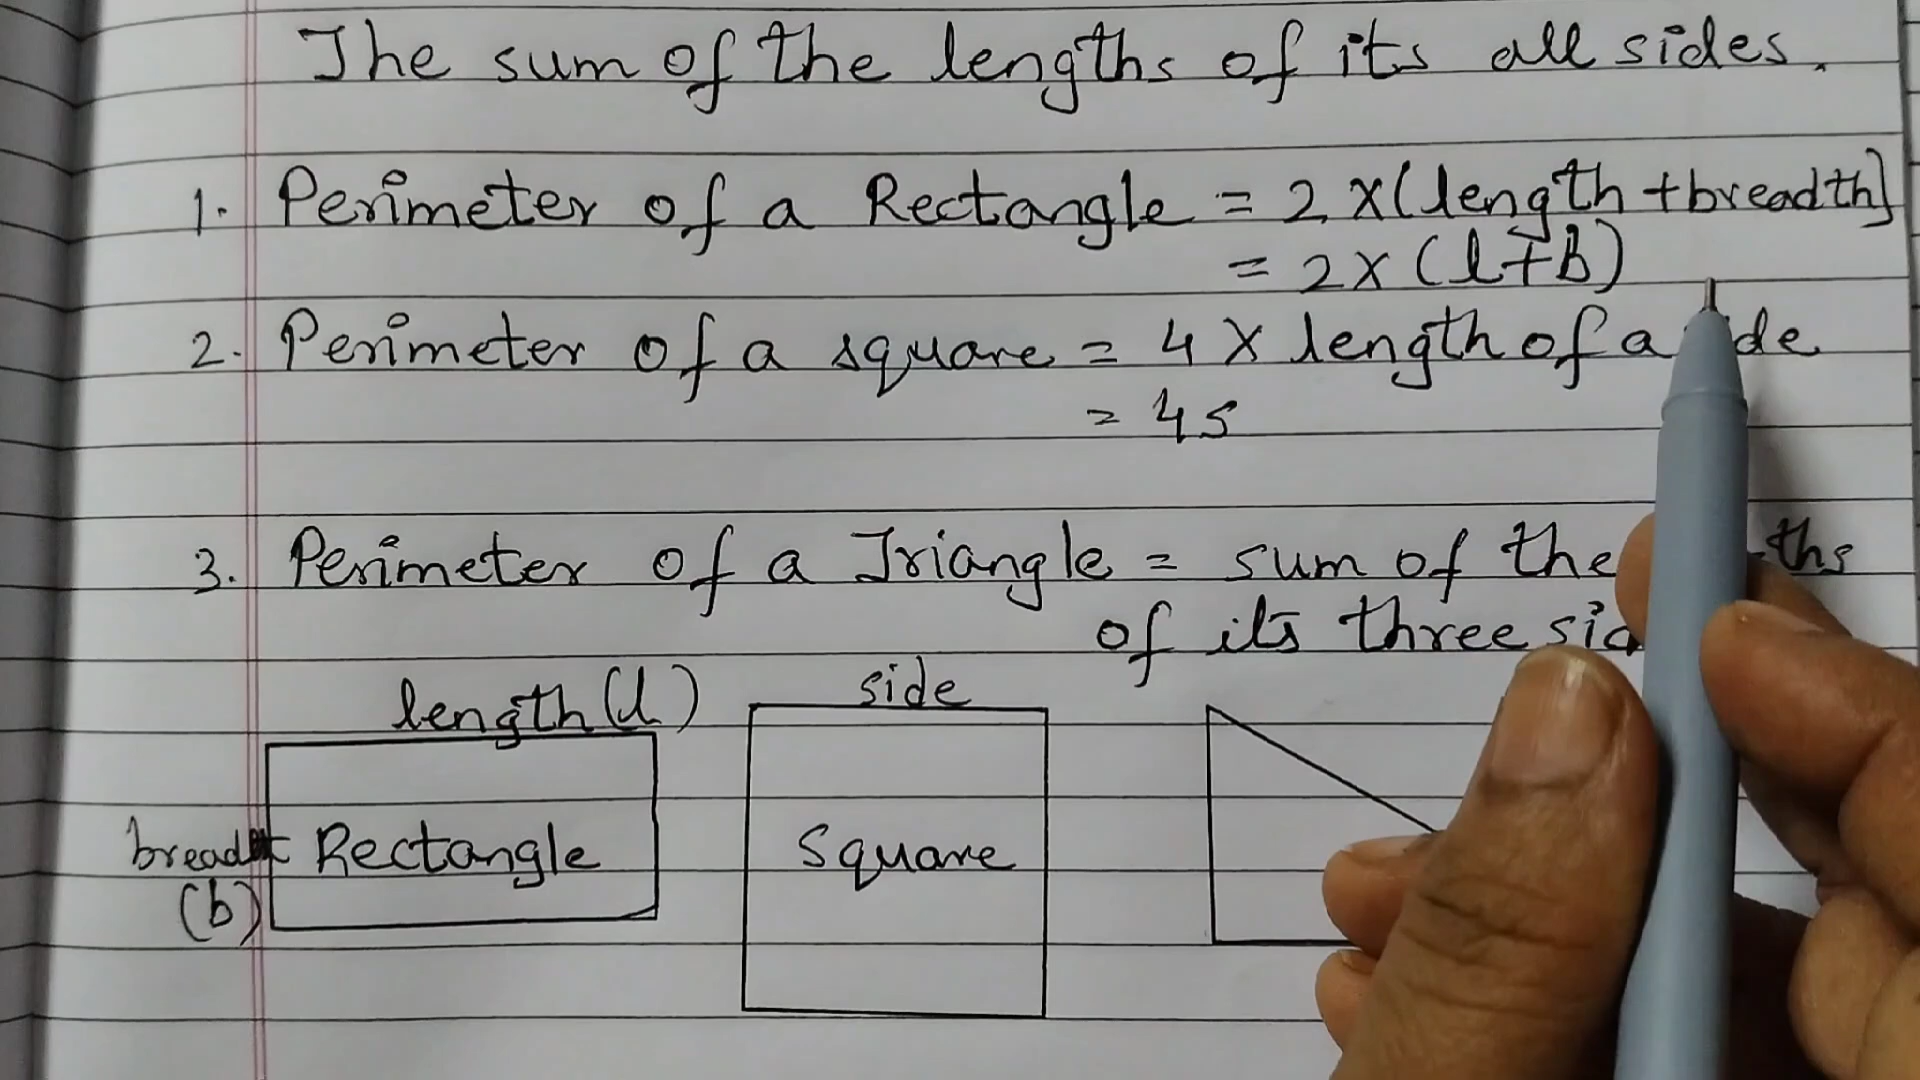 The sum of the lengths of its all sides.
1. Perimeter of a Rectangle = 2 x (length + breadth)
= 2 x (l+b)
2. Perimeter of a square = 4 x length of a
= 4s
3. Perimeter of a Triangle = sum of the
of its three
length (l)
side
Rectangle
(b)
Square